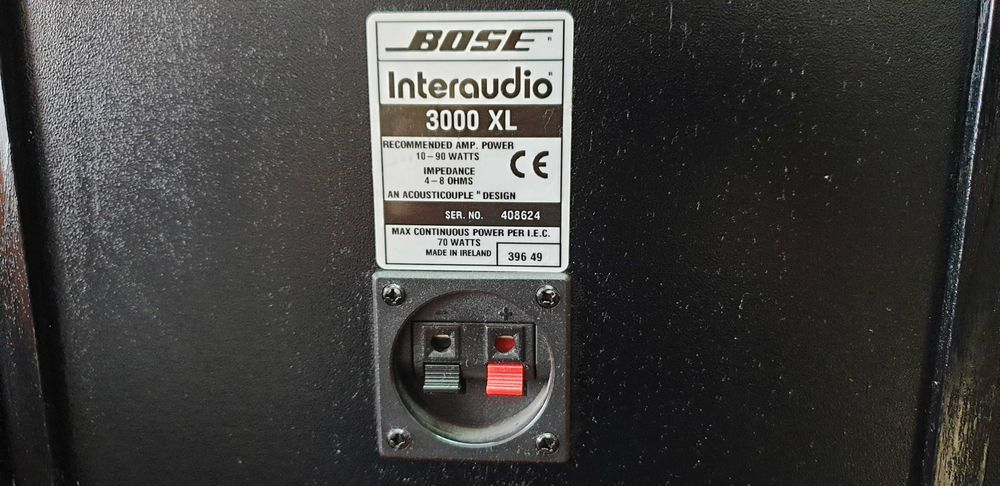 BOSE ®
Interaudio ®
3000 XL
RECOMMENDED AMP. POWER
10-90 WATTS
IMPEDANCE
4-8 OHMS
CE
AN ACOUSTICOUPLE ® DESIGN
SER. NO. 408624
MAX CONTINUOUS POWER PER I.E.C.
70 WATTS
MADE IN IRELAND
396 49
- +